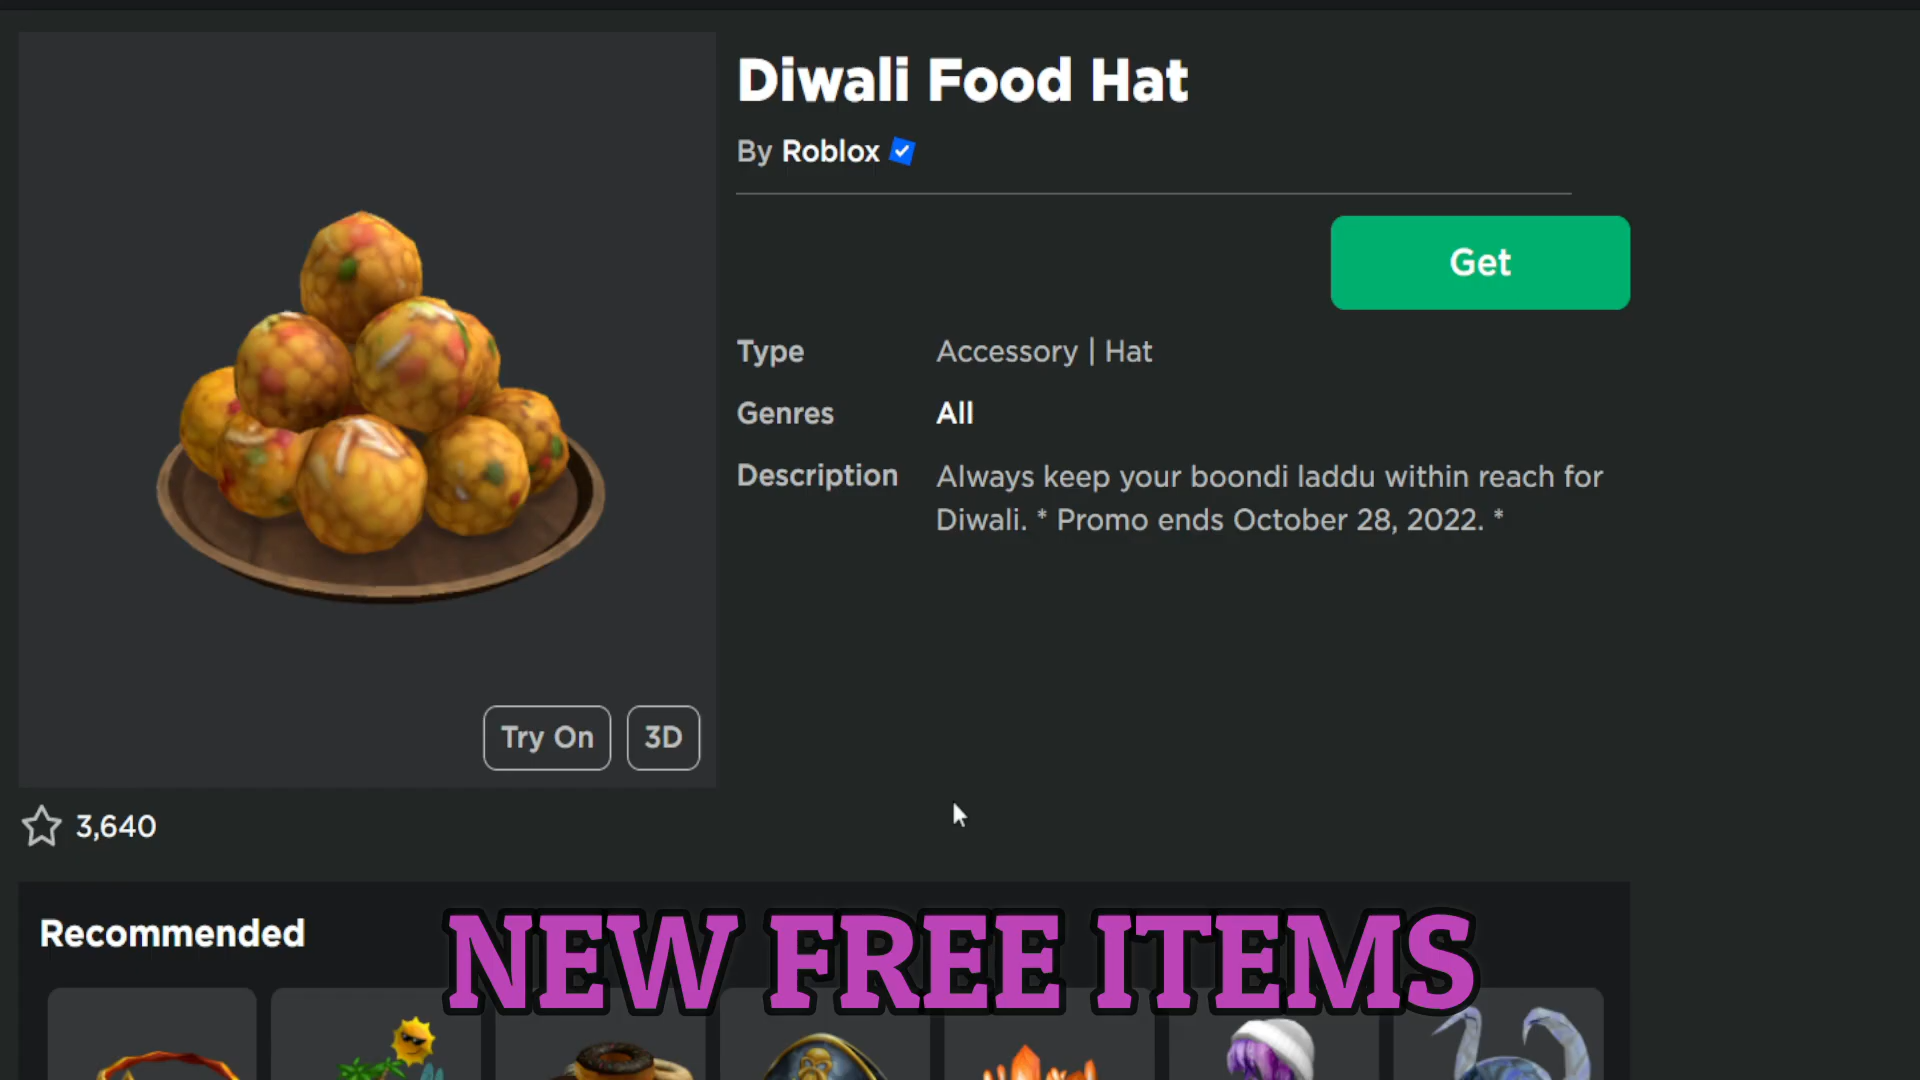 Diwali Food Hat
By Roblox
Get
Type Accessory | Hat
Genres All
Description Always keep your boondi laddu within reach for
Diwali. * Promo ends October 28, 2022. *
Try On 3D
3,640
Recommended
NEW FREE ITEMS